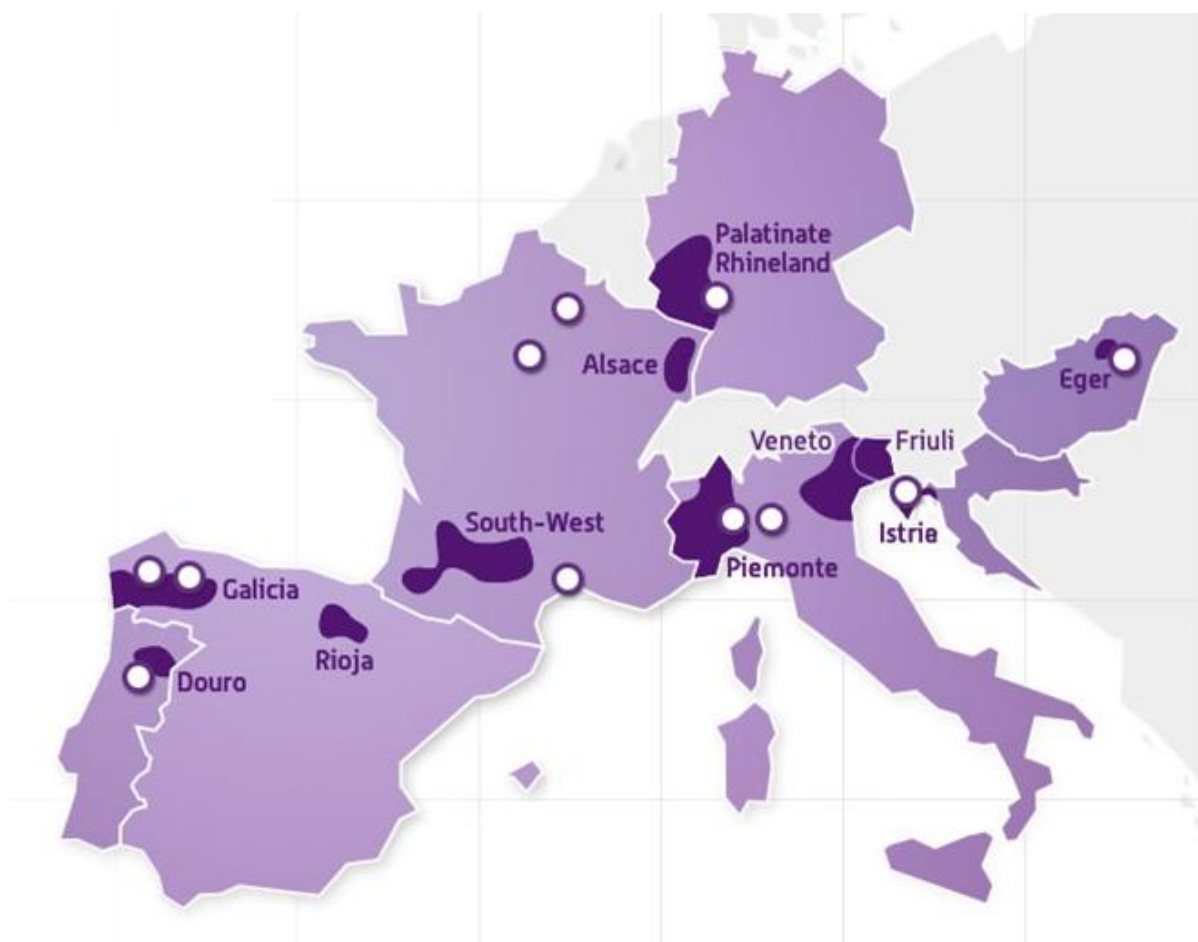 Palatinate
Rhineland
Alsace
Eger
Veneto
Friuli
South-West
Istrie
Piemonte
Galicia
Rioja
Douro